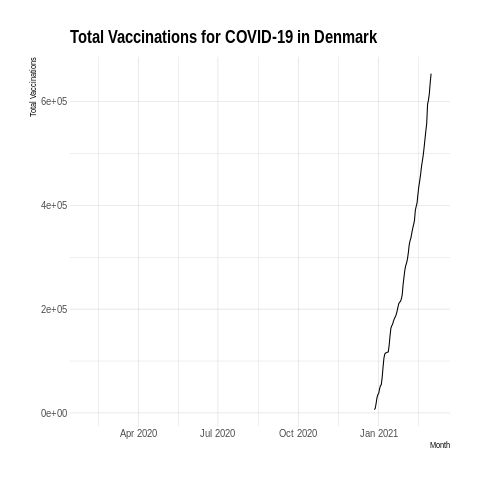 Total Vaccinations for COVID-19 in Denmark
Total Vaccinations
6e+05
4e+05
2e+05
0e+00
Apr 2020 Jul 2020 Oct 2020 Jan 2021
Month